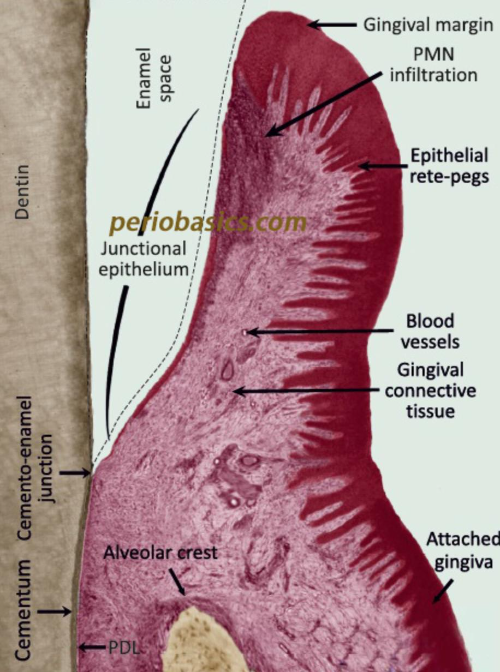 Gingival margin
PMN
infiltration
Enamel
space
Epithelial
rete-pegs
Dentin
periobasics.com
Junctional
epithelium
Blood
vessels
Gingival
connective
tissue
Cemento-enamel
junction
Attached
gingiva
Alveolar crest
Cementum
PDL